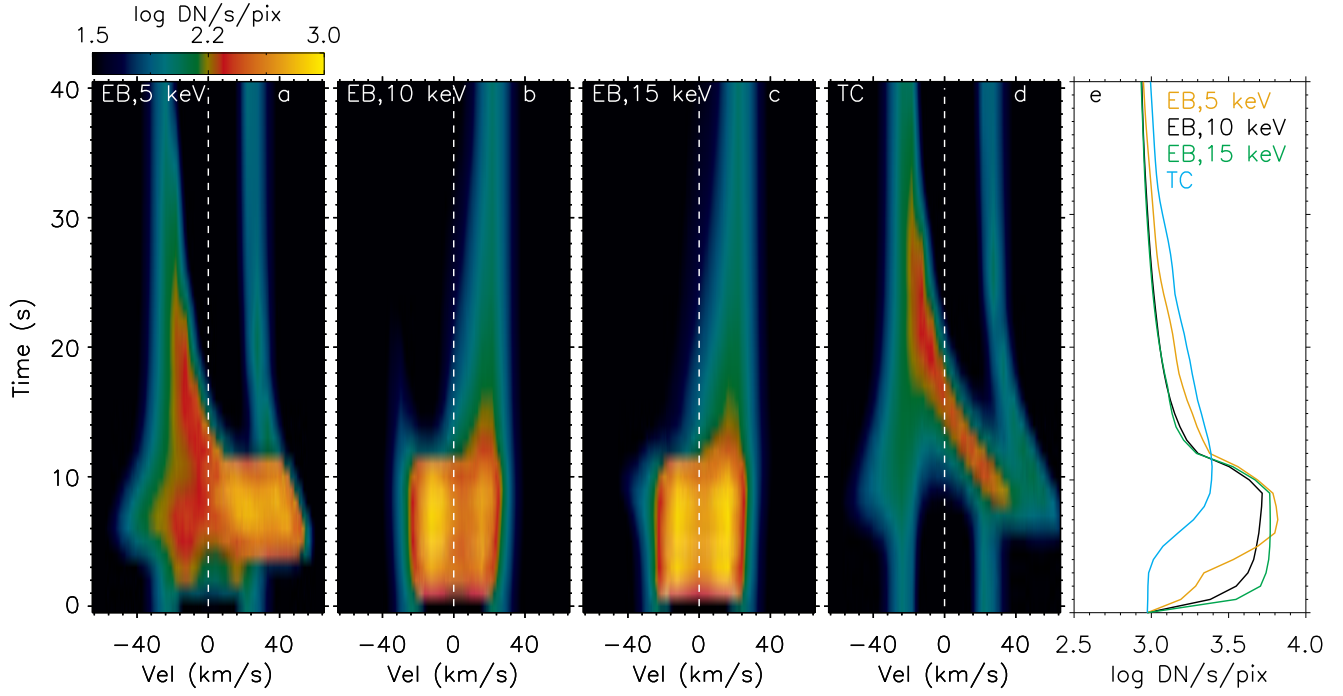 log DN/s/pix
1.5 2.2 3.0
EB,5 keV a
EB,10 keV b
EB,15 keV c
TC d
e
EB,5 keV
EB,10 keV
EB,15 keV
TC
40
30
20
10
0
Time (s)
-40 0 40
-40 0 40
-40 0 40
-40 0 40
2.5 3.0 3.5 4.0
Vel (km/s)
Vel (km/s)
Vel (km/s)
Vel (km/s)
log DN/s/pix